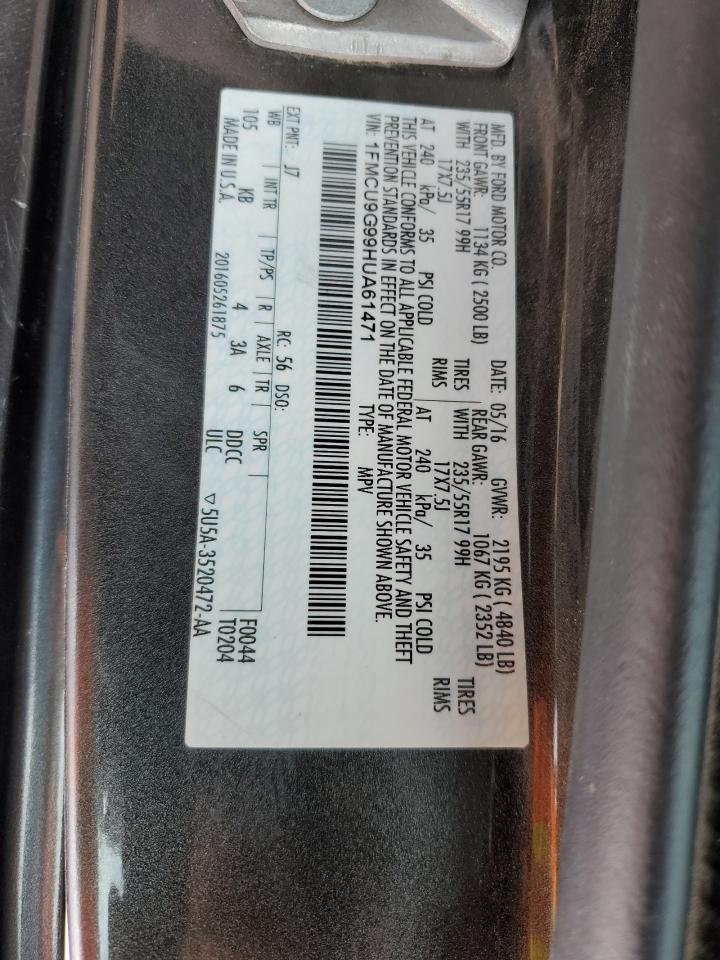 MFD. BY FORD MOTOR CO. DATE: 05/16 GVWR: 2195 KG ( 4840 LB)
FRONT GAWR: 1134 KG ( 2500 LB) REAR GAWR: 1067 KG ( 2352 LB)
WITH 235/55R17 99H TIRES WITH 235/55R17 99H TIRES
17X7.5J RIMS 17X7.5J RIMS
AT 240 kPa/ 35 PSI COLD AT 240 kPa/ 35 PSI COLD
THIS VEHICLE CONFORMS TO ALL APPLICABLE FEDERAL MOTOR VEHICLE SAFETY AND THEFT
PREVENTION STANDARDS IN EFFECT ON THE DATE OF MANUFACTURE SHOWN ABOVE.
VIN: 1FMCU9G99HUA61471 TYPE: MPV
EXT PNT: J7 RC: 56 DSO:
WB INT TR TP/PS R AXLE TR SPR F0044
105 KB 4 3A 6 DDCC T0204
MADE IN U.S.A. 201605261875 ULC ▽5U5A-3520472-AA